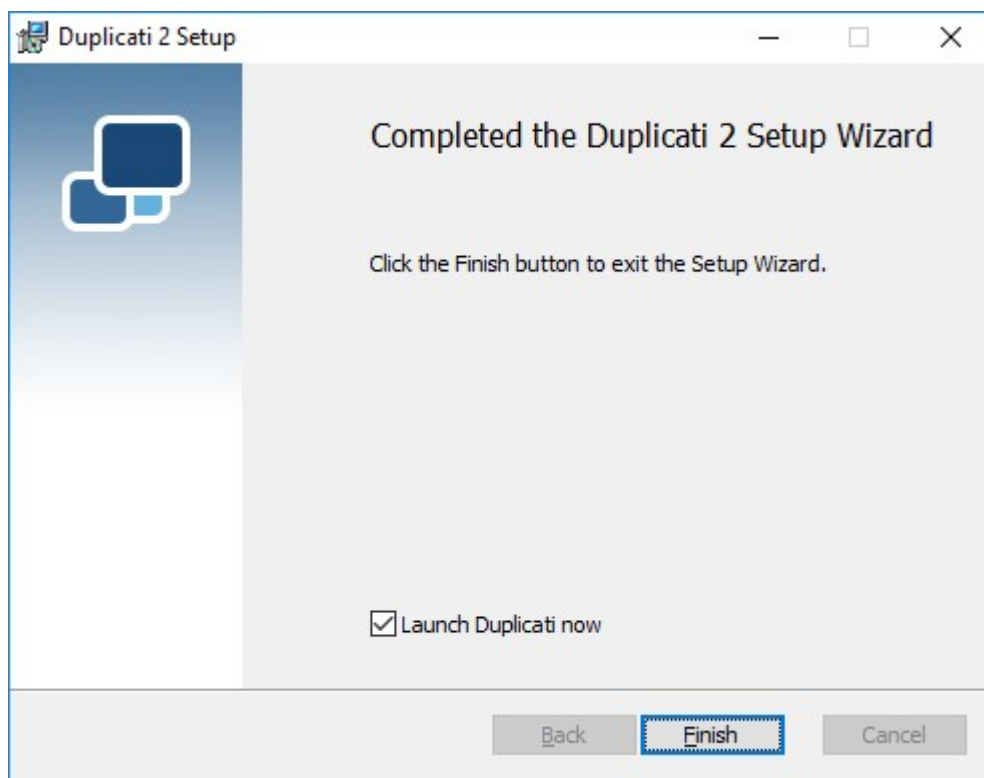 Duplicati 2 Setup
Completed the Duplicati 2 Setup Wizard
Click the Finish button to exit the Setup Wizard.
Launch Duplicati now
Back Finish Cancel